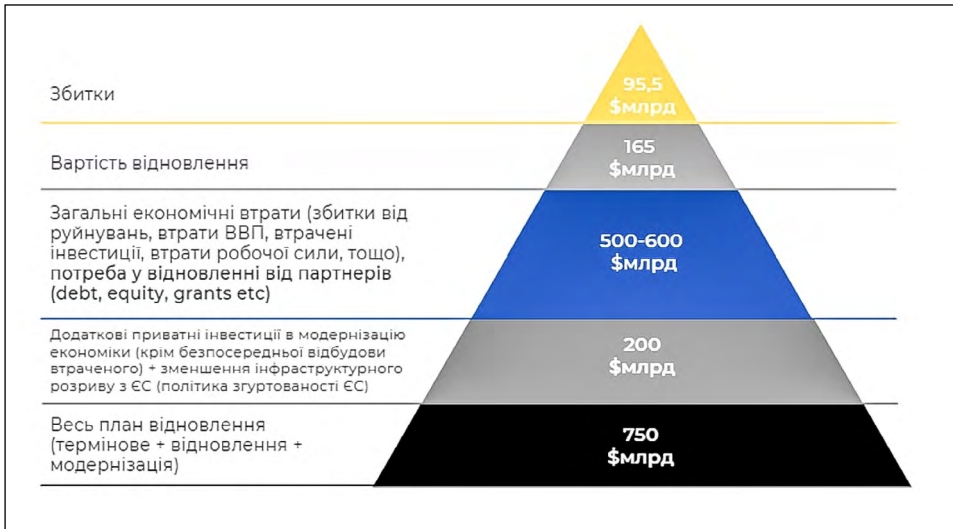 Збитки
95,5
$млрд
Вартість відновлення
165
$млрд
Загальні економічні втрати (збитки від
руйнувань, втрати ВВП, втрачені
інвестиції, втрати робочої сили, тощо),
потреба у відновленні від партнерів
(debt, equity, grants etc)
500-600
$млрд
Додаткові приватні інвестиції в модернізацію
економіки (крім безпосередньої відбудови
втраченого) + зменшення інфраструктурного
розриву з ЄС (політика згуртованості ЄС)
200
$млрд
Весь план відновлення
(термінове + відновлення +
модернізація)
750
$млрд